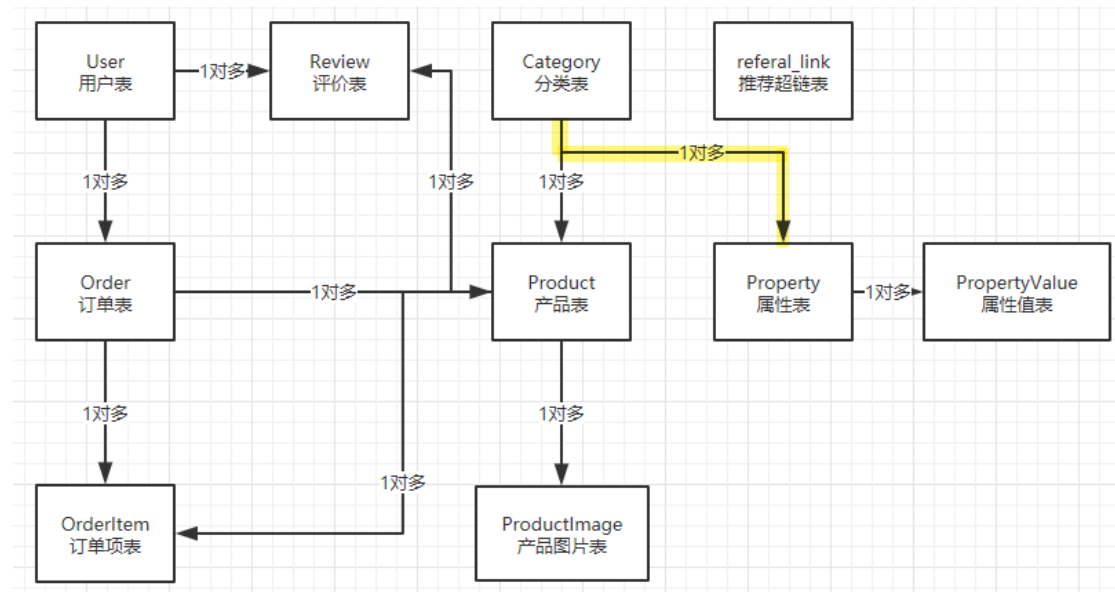 User
用户表
1对多
Review
评价表
Category
分类表
referal_link
推荐超链表
1对多
1对多
1对多
1对多
Order
订单表
1对多
Product
产品表
Property
属性表
1对多
PropertyValue
属性值表
1对多
1对多
1对多
OrderItem
订单项表
ProductImage
产品图片表